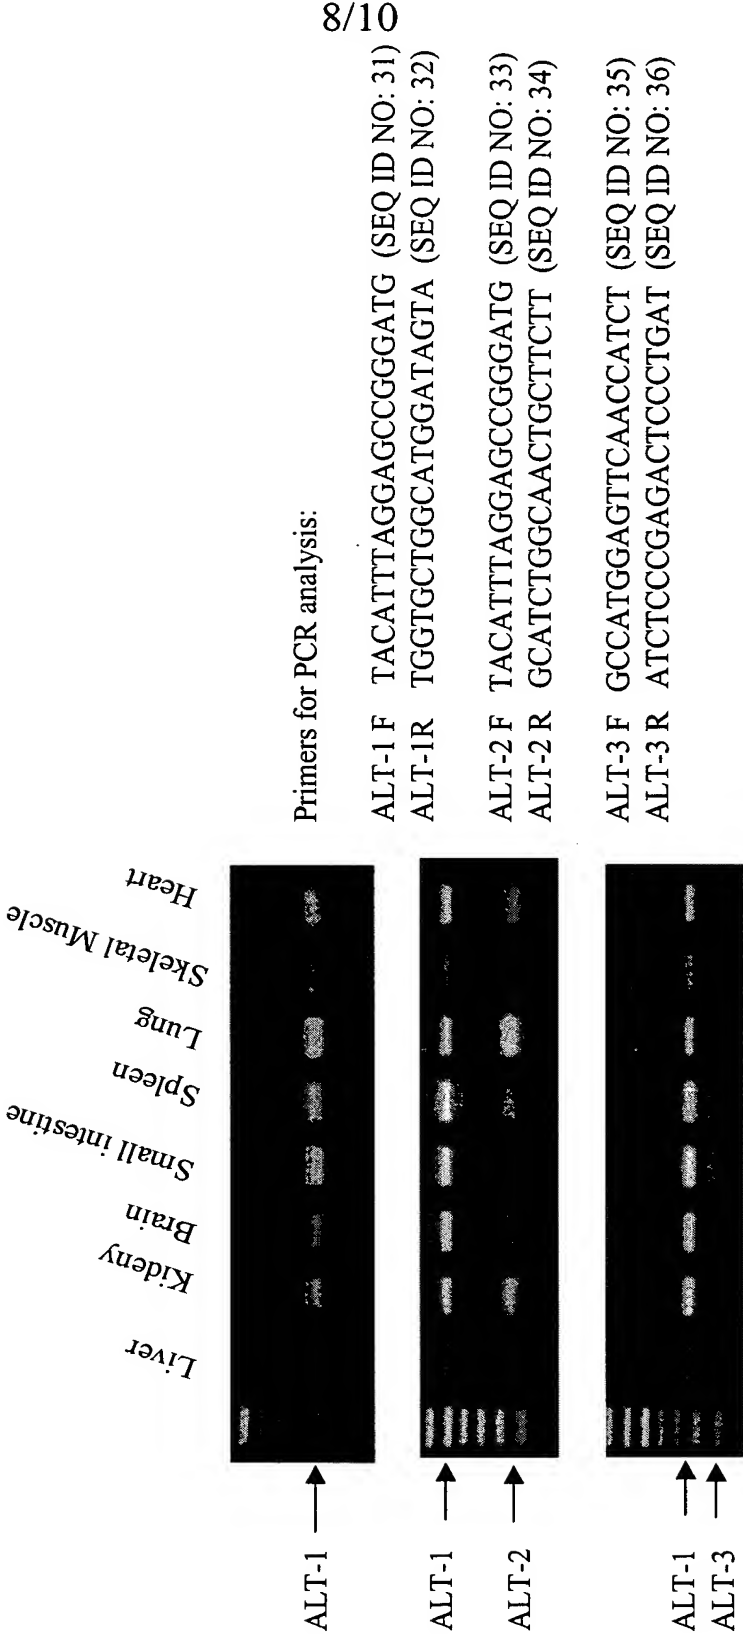 8/10
Liver
Kideny
Brain
Small intestine
Spleen
Lung
Skeletal Muscle
Heart
ALT-1
ALT-1
ALT-2
ALT-1
ALT-3
Primers for PCR analysis:
ALT-1 F TACATTTAGGAGCCGGGATG (SEQ ID NO: 31)
ALT-1R TGGTGCTGGCATGGATAGTA (SEQ ID NO: 32)
ALT-2 F TACATTTAGGAGCCGGGATG (SEQ ID NO: 33)
ALT-2 R GCATCTGGCAACTGCTTCTT (SEQ ID NO: 34)
ALT-3 F GCCATGGAGTTCAACCATCT (SEQ ID NO: 35)
ALT-3 R ATCTCCCGAGACTCCCTGAT (SEQ ID NO: 36)